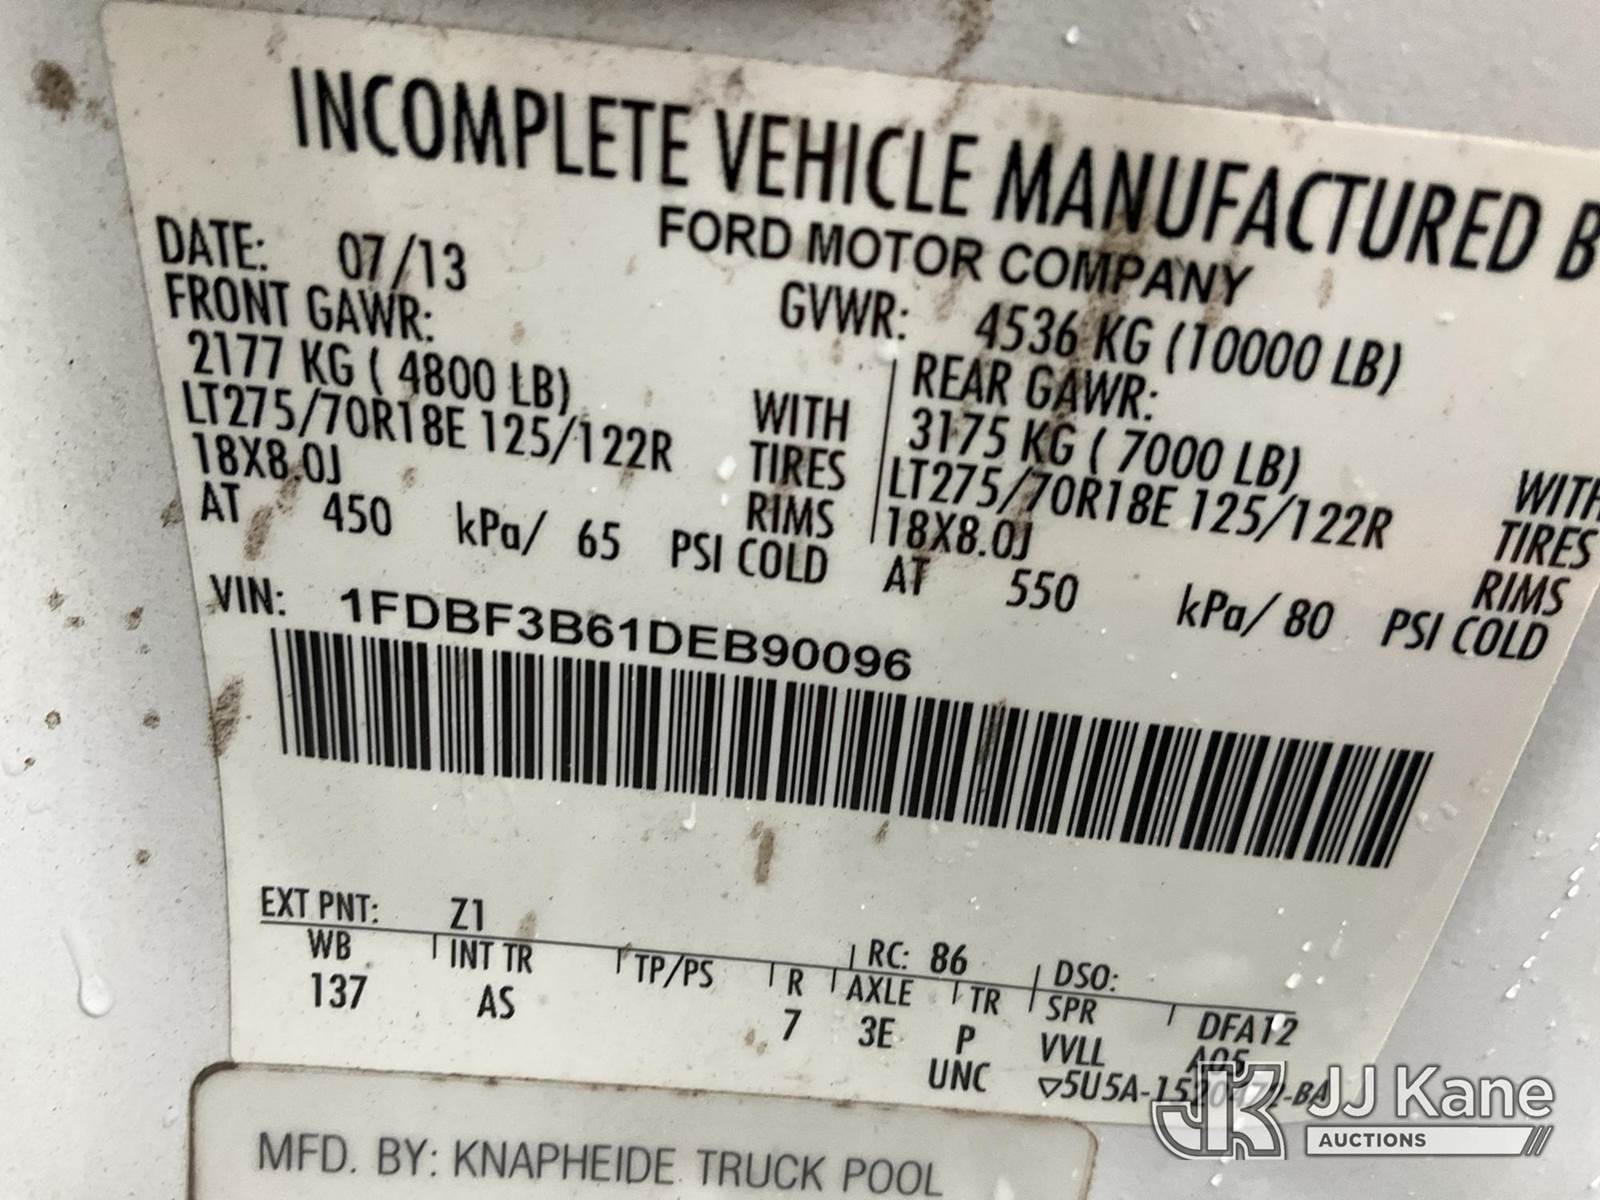 INCOMPLETE VEHICLE MANUFACTURED
FORD MOTOR COMPANY
DATE: 07/13
GVWR: 4536 KG (10000 LB)
FRONT GAWR:
2177 KG ( 4800 LB)
LT275/70R18E 125/122R
18X8.0J
AT 450 kPa/ 65 PSI COLD
WITH
TIRES
RIMS
REAR GAWR:
3175 KG ( 7000 LB)
LT275/70R18E 125/122R
18X8.0J
AT 550 kPa/ 80 PSI COLD
WITH
TIRES
RIMS
VIN: 1FDBF3B61DEB90096
EXT PNT: Z1 RC: 86 DSO:
WB INT TR TP/PS R AXLE TR SPR DFA12
137 AS 7 3E P VVLL A05
UNC
MFD. BY: KNAPHEIDE TRUCK POOL
JJ Kane
AUCTIONS